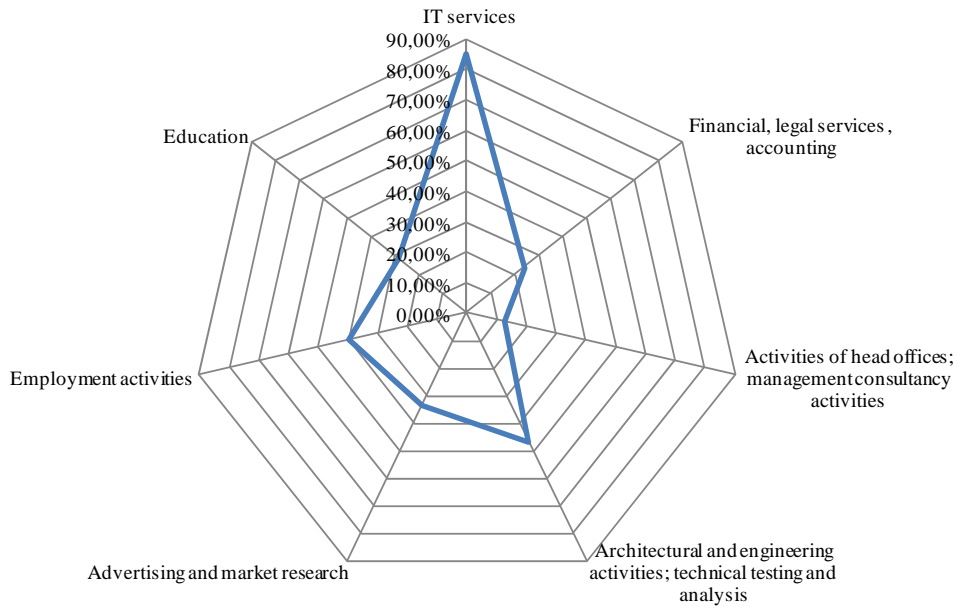 IT services
90,00%
80,00%
70,00%
60,00%
50,00%
40,00%
30,00%
20,00%
10,00%
0,00%
Financial, legal services ,
accounting
Activities of head offices;
management consultancy
activities
Architectural and engineering
activities; technical testing and
analysis
Advertising and market research
Employment activities
Education